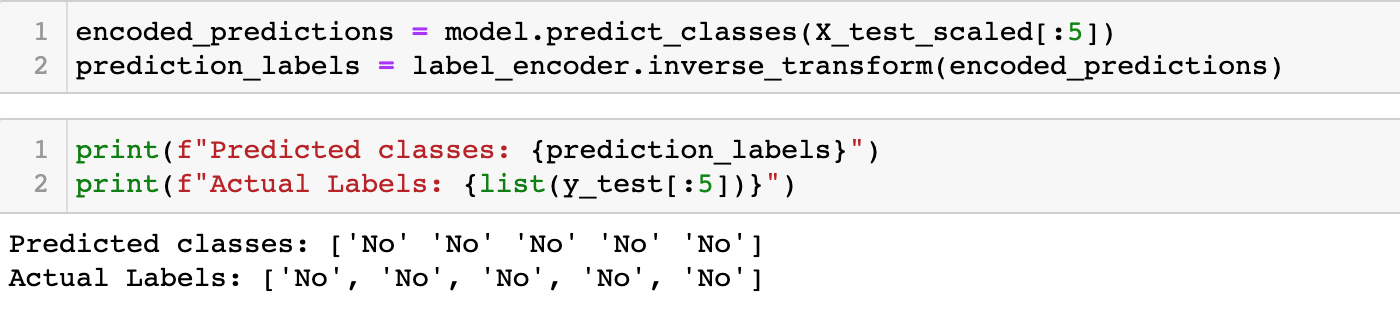 1 encoded_predictions = model.predict_classes(X_test_scaled[:5])
2 prediction_labels = label_encoder.inverse_transform(encoded_predictions)
1 print(f"Predicted classes: {prediction_labels}")
2 print(f"Actual Labels: {list(y_test[:5])}")
Predicted classes: ['No' 'No' 'No' 'No' 'No']
Actual Labels: ['No', 'No', 'No', 'No', 'No']